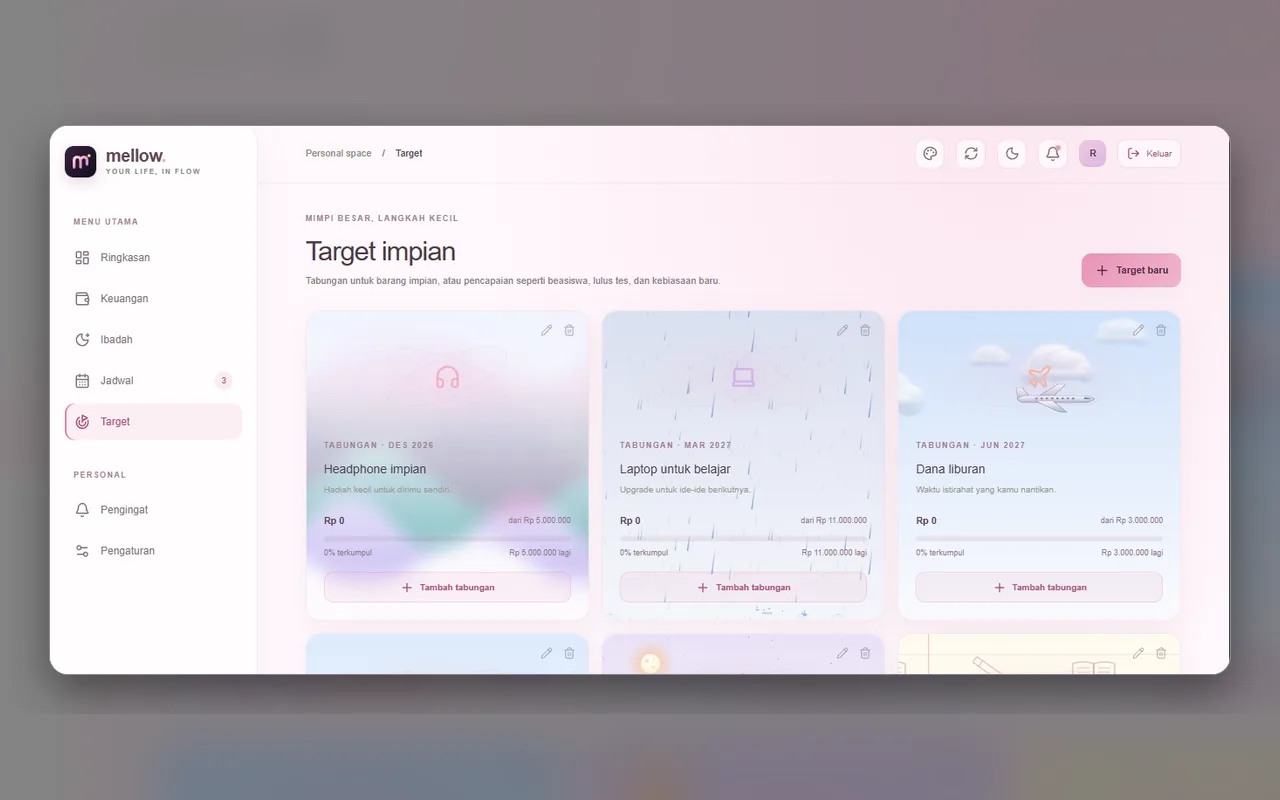 mellow.
YOUR LIFE, IN FLOW
MENU UTAMA
Ringkasan
Keuangan
Ibadah
Jadwal 3
Target
PERSONAL
Pengingat
Pengaturan
Personal space / Target
R
Keluar
MIMPI BESAR, LANGKAH KECIL
Target impian
Tabungan untuk barang impian, atau pencapaian seperti beasiswa, lulus tes, dan kebiasaan baru.
+ Target baru
TABUNGAN · DES 2026
Headphone impian
Hadiah kecil untuk dirimu sendiri.
Rp 0 dari Rp 5.000.000
0% terkumpul Rp 5.000.000 lagi
+ Tambah tabungan
TABUNGAN · MAR 2027
Laptop untuk belajar
Upgrade untuk ide-ide berikutnya.
Rp 0 dari Rp 11.000.000
0% terkumpul Rp 11.000.000 lagi
+ Tambah tabungan
TABUNGAN · JUN 2027
Dana liburan
Waktu istirahat yang kamu nantikan.
Rp 0 dari Rp 3.000.000
0% terkumpul Rp 3.000.000 lagi
+ Tambah tabungan